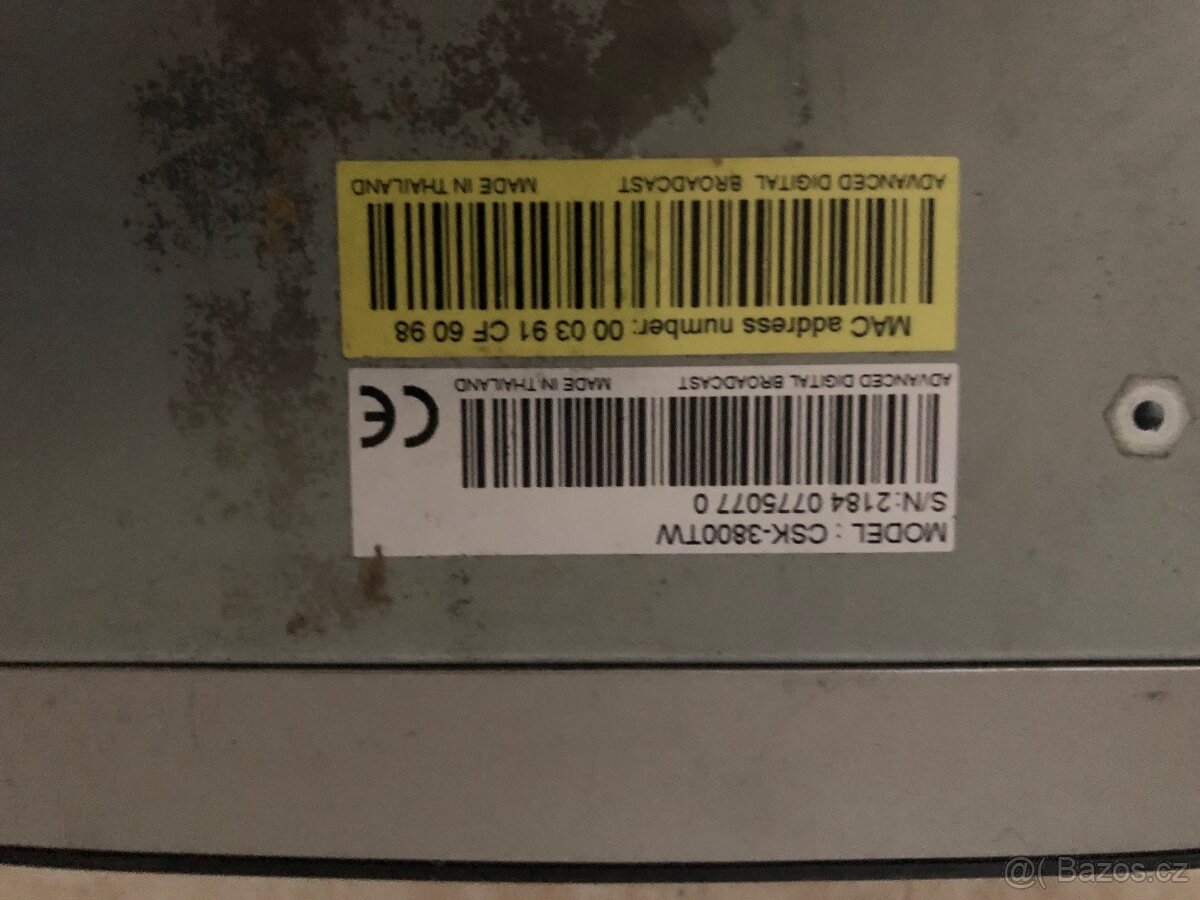 MODEL : CSK-3800TW
S/N: 2184 0775077 0
ADVANCED DIGITAL BROADCAST MADE IN THAILAND
CE
MAC address number: 00 03 91 CF 60 98
ADVANCED DIGITAL BROADCAST MADE IN THAILAND
@( Bazos.cz